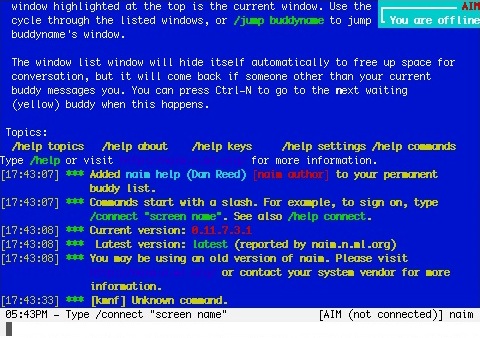 window highlighted at the top is the current window. Use the
AIM
cycle through the listed windows, or /jump buddyname to jump
You are offline
buddyname's window.
The window list window will hide itself automatically to free up space for
conversation, but it will come back if someone other than your current
buddy messages you. You can press Ctrl-N to go to the next waiting
(yellow) buddy when this happens.
Topics:
/help topics /help about /help keys /help settings /help commands
Type /help or visit for more information.
[17:43:07] *** Added naim help (Dan Reed) [naim author] to your permanent
buddy list.
[17:43:07] *** Commands start with a slash. For example, to sign on, type
/connect "screen name". See also /help connect.
[17:43:08] *** Current version: 0.11.7.3.1
[17:43:08] *** Latest version: latest (reported by naim.n.ml.org)
[17:43:08] *** You may be using an old version of naim. Please visit
or contact your system vendor for more
information.
[17:43:33] *** [kmnf] Unknown command.
05:43PM – Type /connect "screen name" [AIM (not connected)] naim